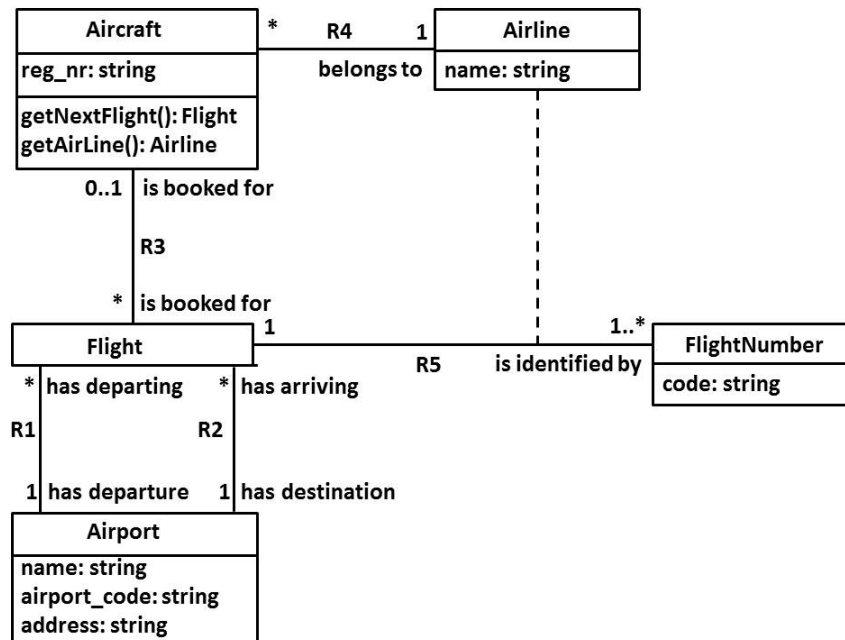 Aircraft
reg_nr: string
getNextFlight(): Flight
getAirLine(): Airline
* R4 1
belongs to
Airline
name: string
0..1 is booked for
R3
* is booked for
Flight
1 1..*
R5 is identified by
FlightNumber
code: string
* has departing * has arriving
R1 R2
1 has departure 1 has destination
Airport
name: string
airport_code: string
address: string